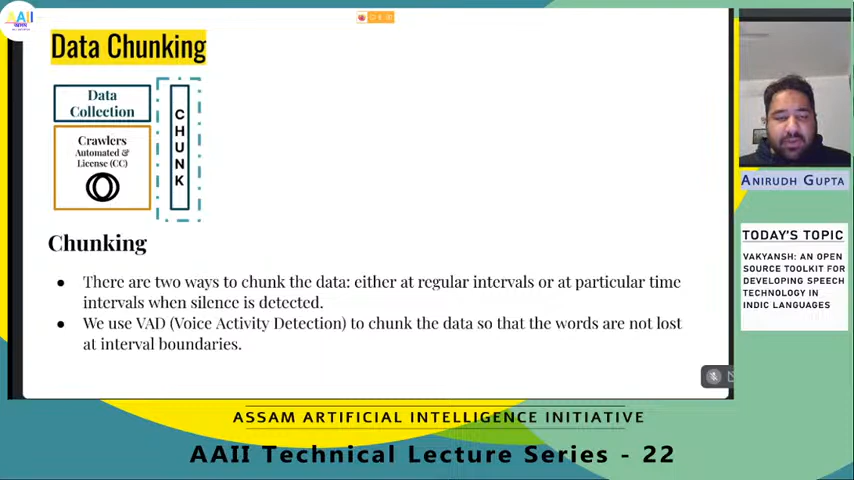 AAII
Data Chunking
Data
Collection
Crawlers
Automated &
License (CC)
C
H
U
N
K
Chunking
There are two ways to chunk the data: either at regular intervals or at particular time
intervals when silence is detected.
We use VAD (Voice Activity Detection) to chunk the data so that the words are not lost
at interval boundaries.
ANIRUDH GUPTA
TODAY'S TOPIC
VAKYANSH: AN OPEN
SOURCE TOOLKIT FOR
DEVELOPING SPEECH
TECHNOLOGY IN
INDIC LANGUAGES
ASSAM ARTIFICIAL INTELLIGENCE INITIATIVE
AAII Technical Lecture Series - 22